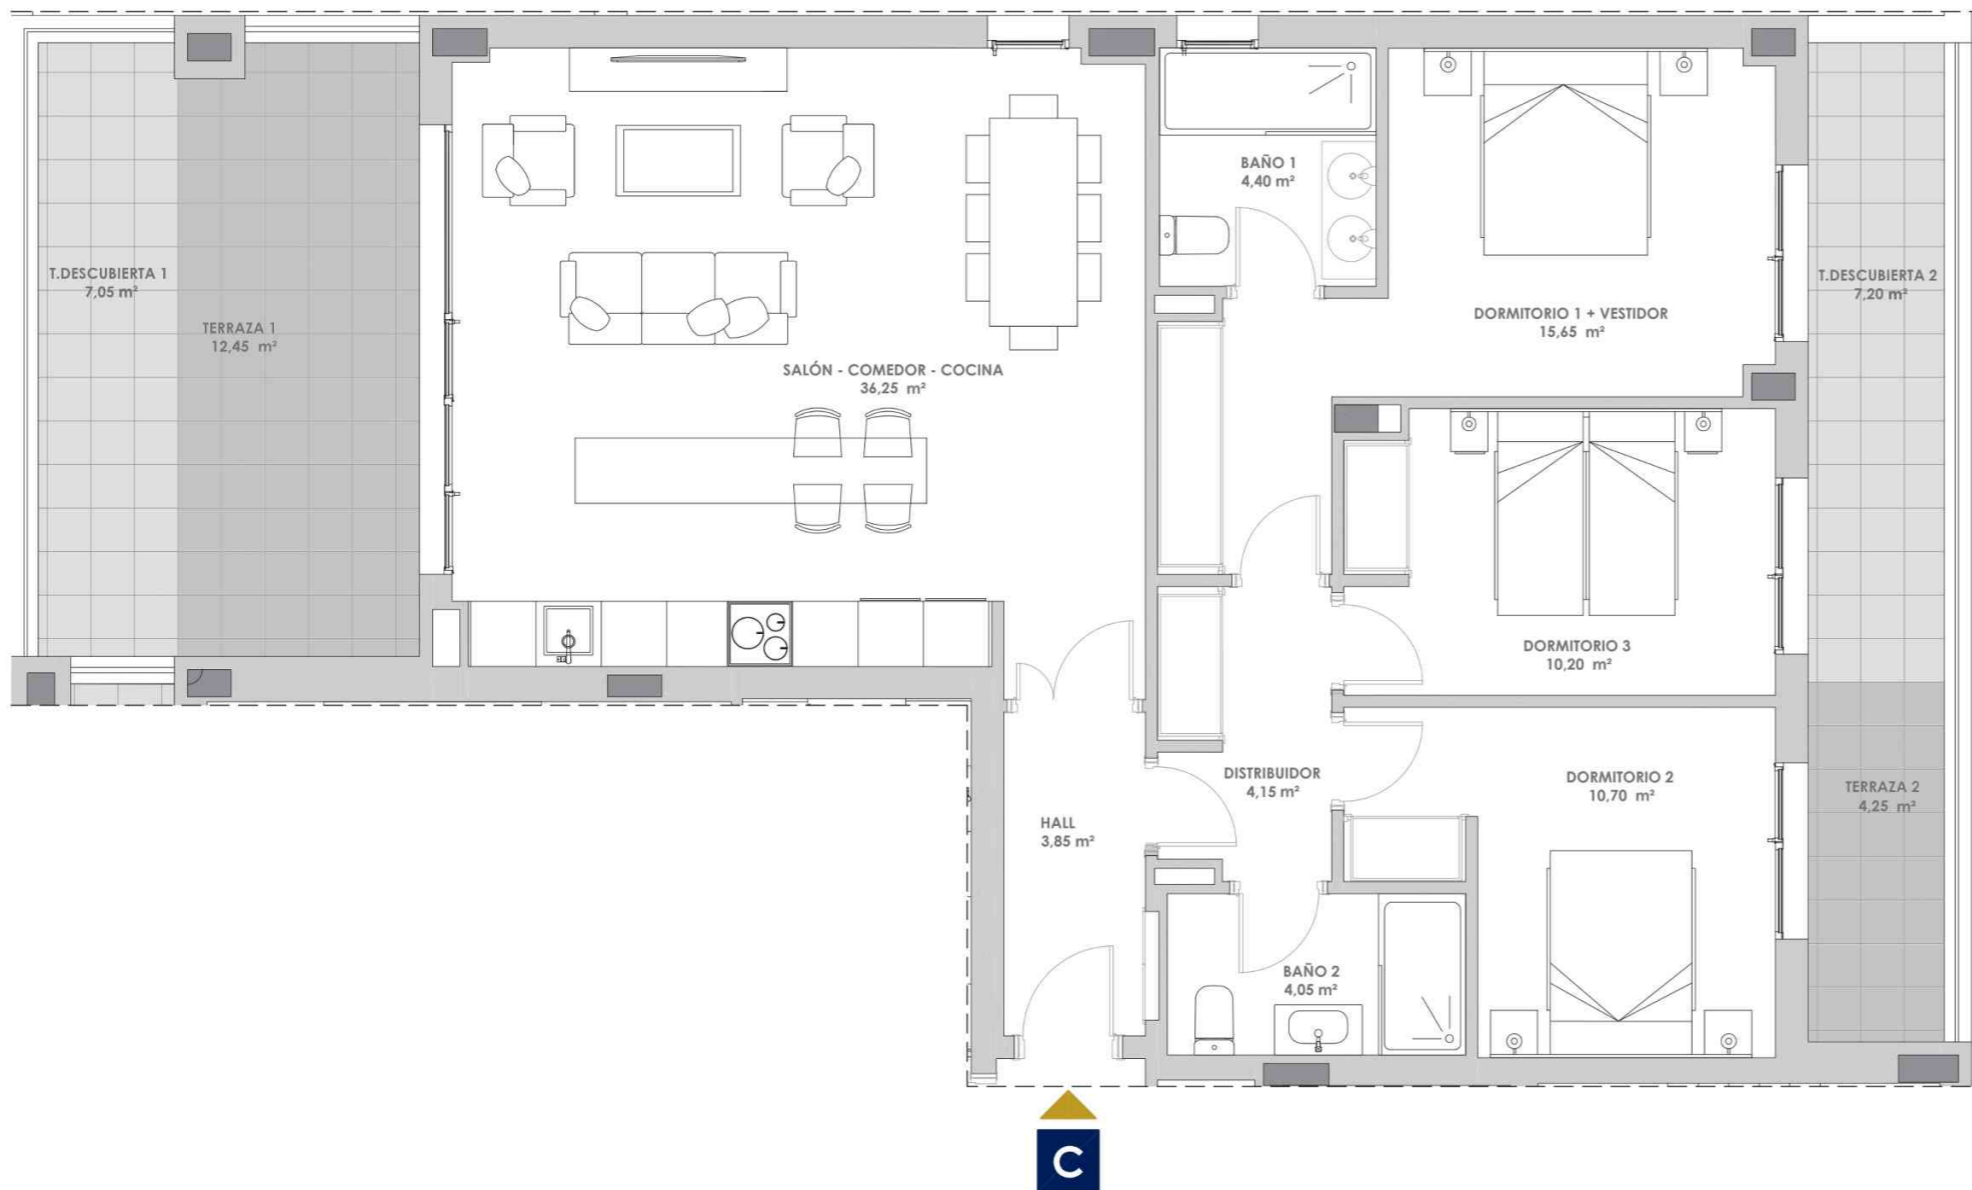 BAÑO 1
4,40 m²
T.DESCUBIERTA 1
7,05 m²
TERRAZA 1
12,45 m²
SALÓN - COMEDOR - COCINA
36,25 m²
DORMITORIO 1 + VESTIDOR
15,65 m²
T.DESCUBIERTA 2
7,20 m²
DORMITORIO 3
10,20 m²
DISTRIBUIDOR
4,15 m²
DORMITORIO 2
10,70 m²
TERRAZA 2
4,25 m²
HALL
3,85 m²
BAÑO 2
4,05 m²
C